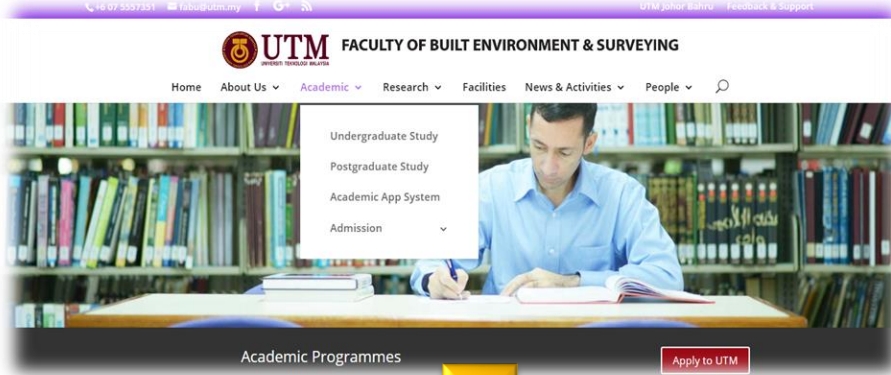 +6 07 5557351 fabu@utm.my f G+
UTM Johor Bahru Feedback & Support
UTM
UNIVERSITI TEKNOLOGI MALAYSIA
FACULTY OF BUILT ENVIRONMENT & SURVEYING
Home About Us Academic Research Facilities News & Activities People
Undergraduate Study
Postgraduate Study
Academic App System
Admission
Academic Programmes
Apply to UTM